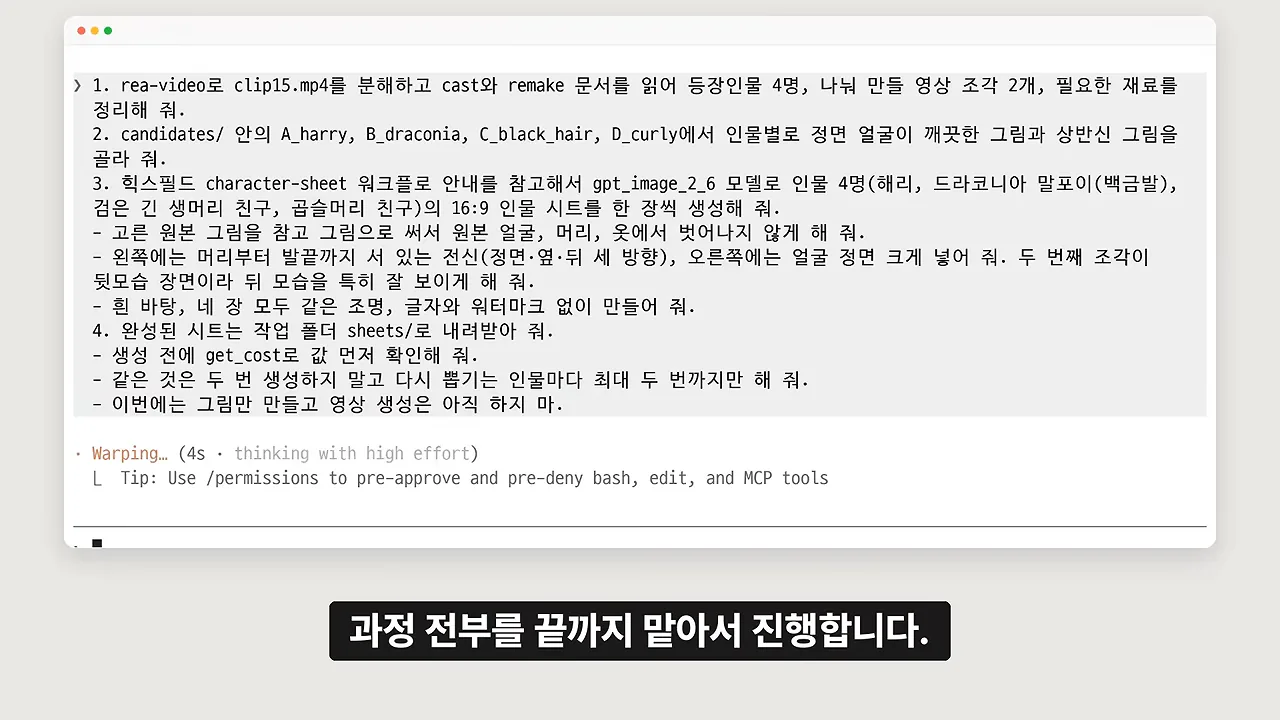 ❯ 1. rea-video로 clip15.mp4를 분해하고 cast와 remake 문서를 읽어 등장인물 4명, 나눠 만들 영상 조각 2개, 필요한 재료를
정리해 줘.
2. candidates/ 안의 A_harry, B_draconia, C_black_hair, D_curly에서 인물별로 정면 얼굴이 깨끗한 그림과 상반신 그림을
골라 줘.
3. 힉스필드 character-sheet 워크플로 안내를 참고해서 gpt_image_2_6 모델로 인물 4명(해리, 드라코니아 말포이(백금발),
검은 긴 생머리 친구, 곱슬머리 친구)의 16:9 인물 시트를 한 장씩 생성해 줘.
- 고른 원본 그림을 참고 그림으로 써서 원본 얼굴, 머리, 옷에서 벗어나지 않게 해 줘.
- 왼쪽에는 머리부터 발끝까지 서 있는 전신(정면·옆·뒤 세 방향), 오른쪽에는 얼굴 정면 크게 넣어 줘. 두 번째 조각이
뒷모습 장면이라 뒤 모습을 특히 잘 보이게 해 줘.
- 흰 바탕, 네 장 모두 같은 조명, 글자와 워터마크 없이 만들어 줘.
4. 완성된 시트는 작업 폴더 sheets/로 내려받아 줘.
- 생성 전에 get_cost로 값 먼저 확인해 줘.
- 같은 것은 두 번 생성하지 말고 다시 뽑기는 인물마다 최대 두 번까지만 해 줘.
- 이번에는 그림만 만들고 영상 생성은 아직 하지 마.
· Warping… (4s · thinking with high effort)
⎿ Tip: Use /permissions to pre-approve and pre-deny bash, edit, and MCP tools
과정 전부를 끝까지 맡아서 진행합니다.